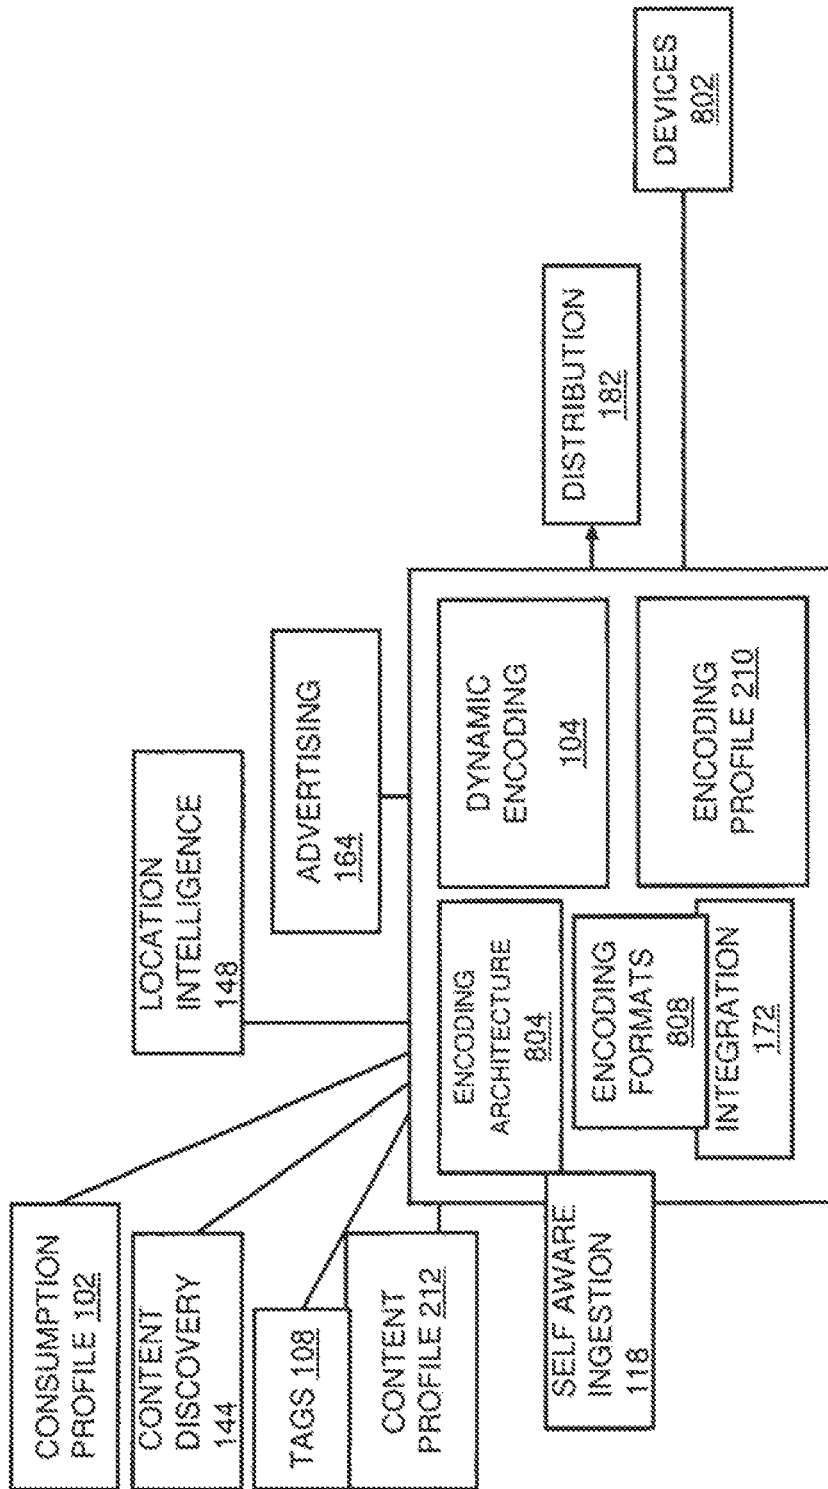 CONSUMPTION
PROFILE 102
CONTENT
DISCOVERY
144
TAGS 108
CONTENT
PROFILE 212
SELF AWARE
INGESTION
118
LOCATION
INTELLIGENCE
148
ADVERTISING
164
ENCODING
ARCHITECTURE
804
ENCODING
FORMATS
808
INTEGRATION
172
DYNAMIC
ENCODING
104
ENCODING
PROFILE 210
DISTRIBUTION
182
DEVICES
802